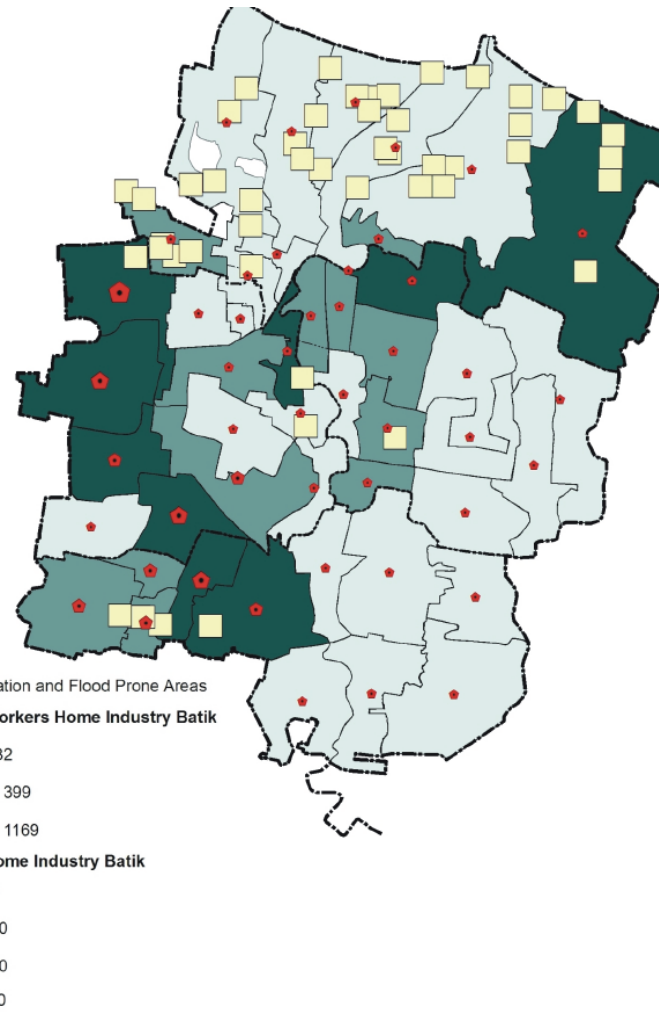 ation and Flood Prone Areas
orkers Home Industry Batik
32
399
1169
ome Industry Batik
0
0
0